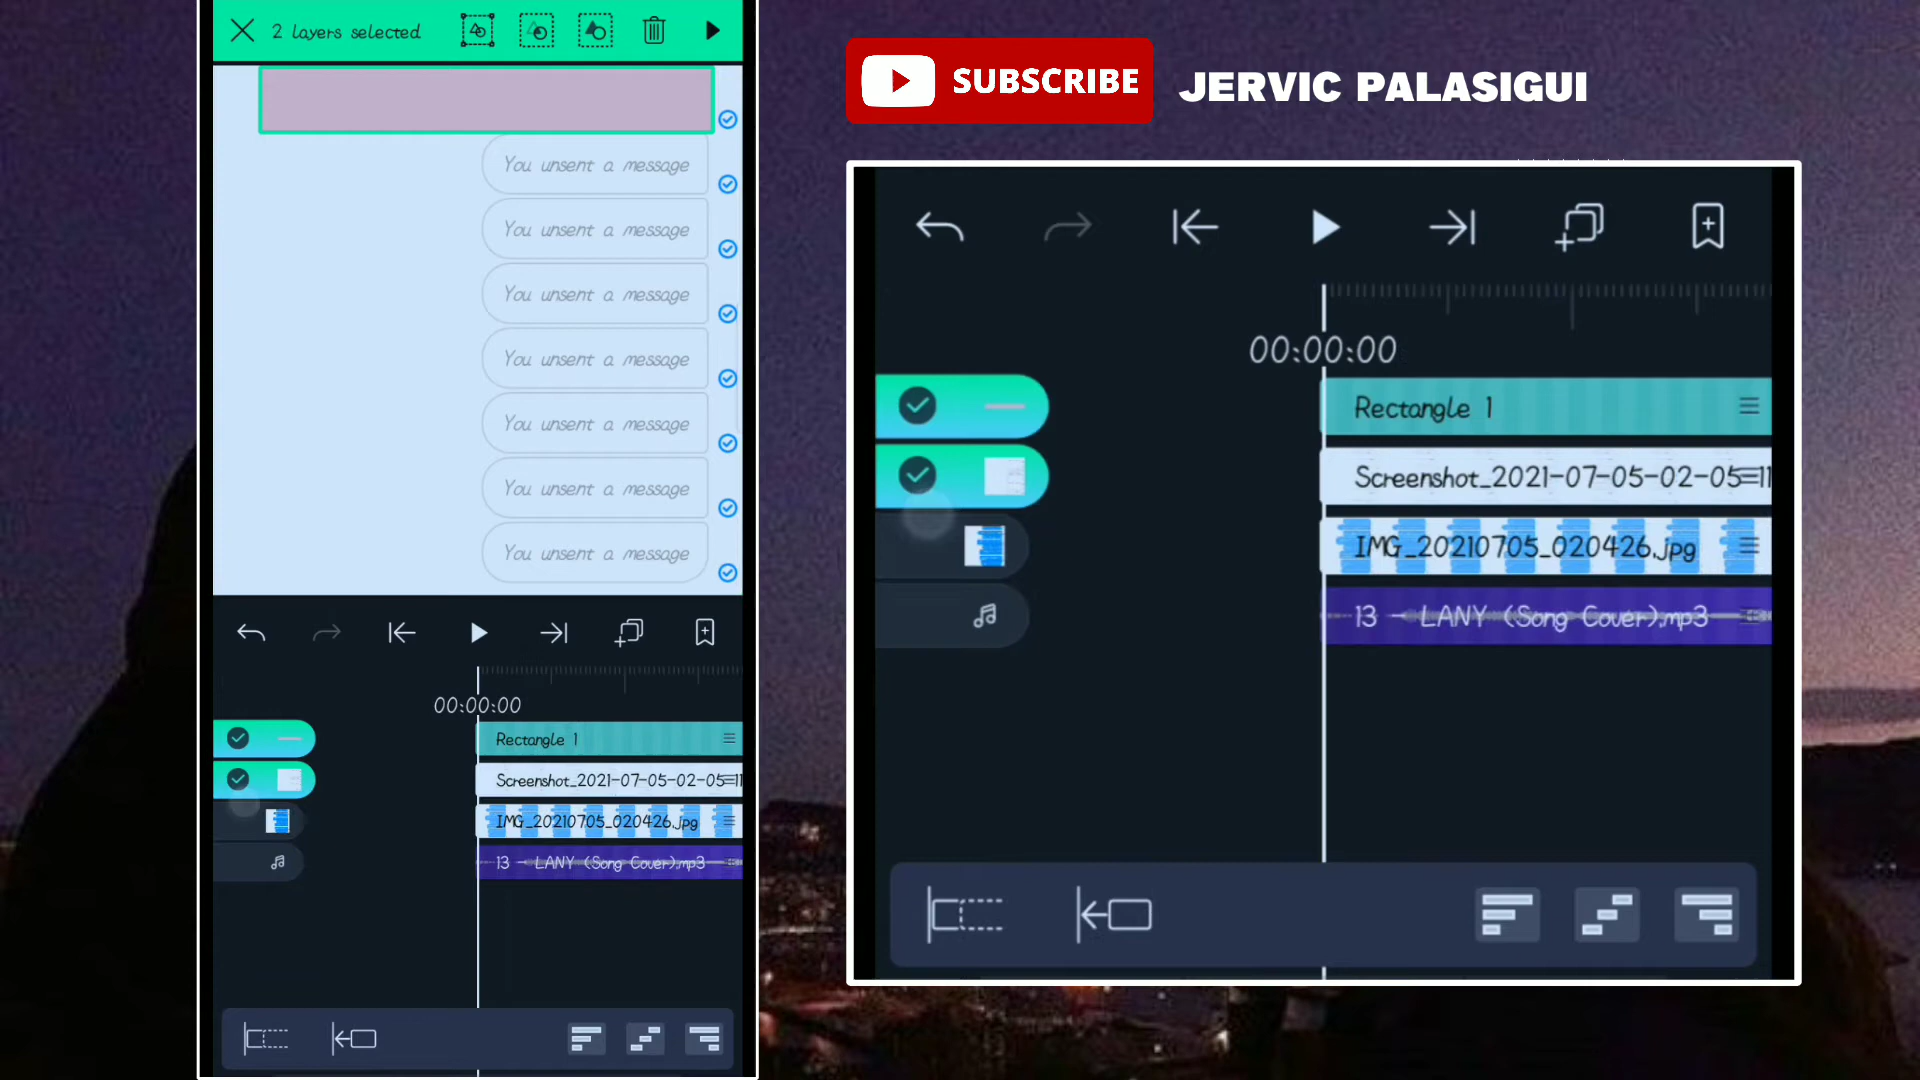 2 layers selected
You unsent a message
You unsent a message
You unsent a message
You unsent a message
You unsent a message
You unsent a message
You unsent a message
00:00:00
Rectangle 1
Screenshot_2021-07-05-02-05-11
IMG_20210705_020426.jpg
13 - LANY (Song Cover).mp3
SUBSCRIBE
JERVIC PALASIGUI
00:00:00
Rectangle 1
Screenshot_2021-07-05-02-05-11
IMG_20210705_020426.jpg
13 - LANY (Song Cover).mp3